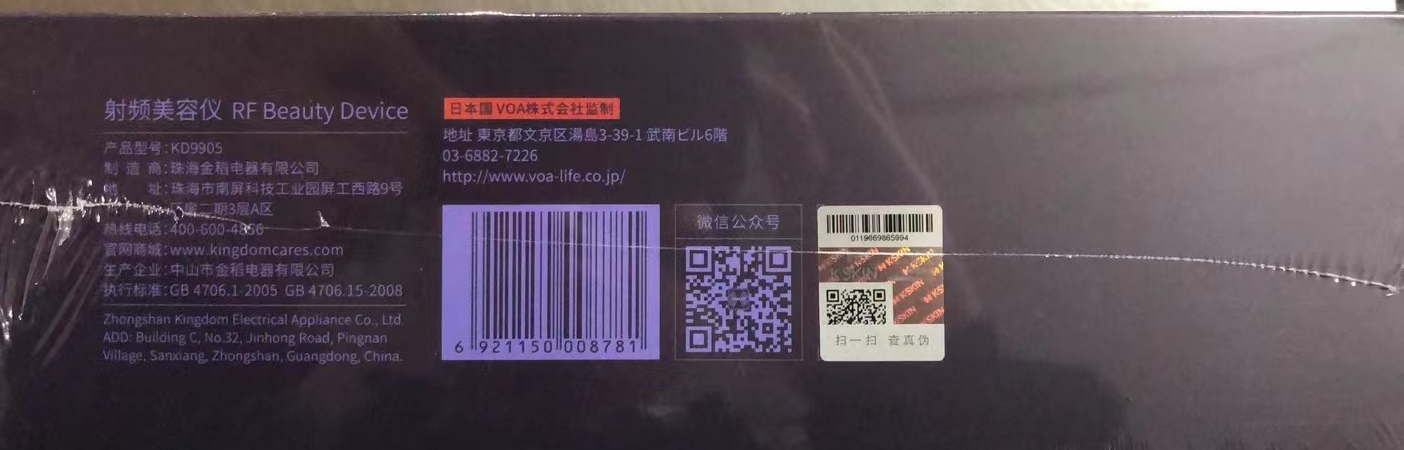 射频美容仪 RF Beauty Device
产品型号:KD9905
制 造 商:珠海金稻电器有限公司
地 址:珠海市南屏科技工业园屏工西路9号
二期3层A区
热线电话:400-600-4856
官网商城:www.kingdomcares.com
生产企业:中山市金稻电器有限公司
执行标准:GB 4706.1-2005 GB 4706.15-2008
Zhongshan Kingdom Electrical Appliance Co., Ltd.
ADD: Building C, No.32, Jinhong Road, Pingnan
Village, Sanxiang, Zhongshan, Guangdong, China.
日本国 VOA株式会社监制
地址 東京都文京区湯島3-39-1 武南ビル6階
03-6882-7226
http://www.voa-life.co.jp/
6 921150 008781
微信公众号
0119669865994
K·SKIN
K·SKIN
K·SKIN
K·SKIN
扫一扫 查真伪